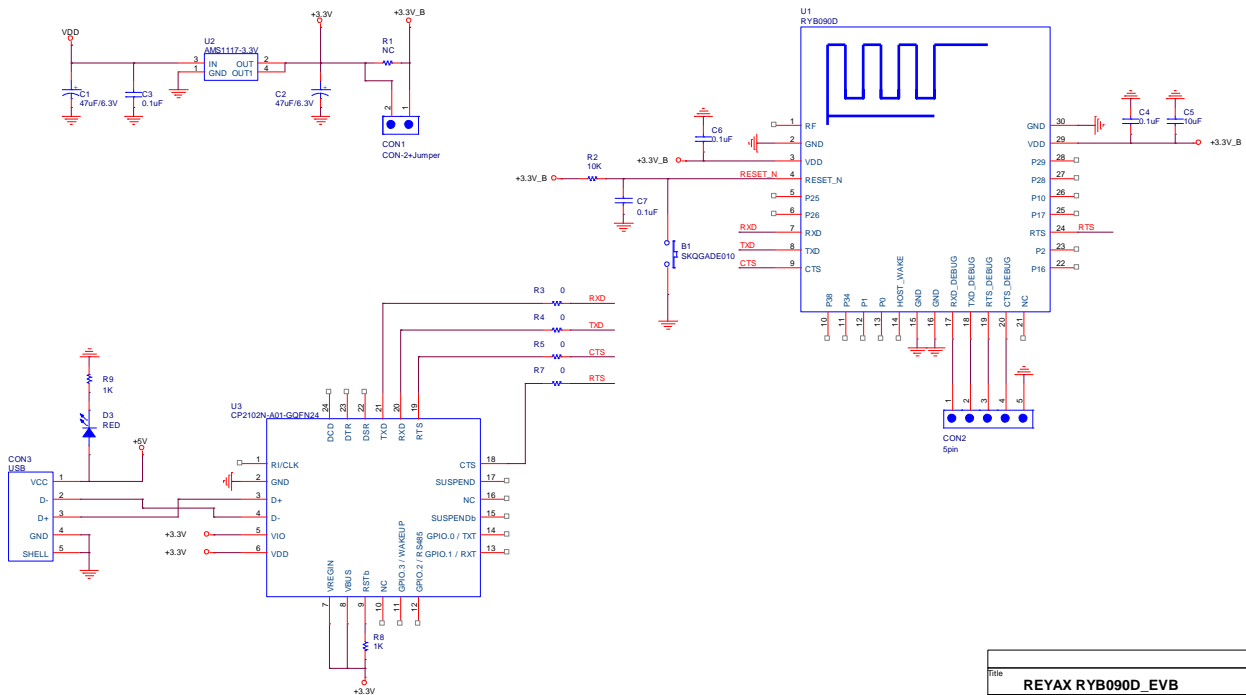 VDD
+3.3V
+3.3V_B
U2
AMS1117-3.3V
3 IN OUT 2
1 GND OUT1 4
R1
NC
C1
47uF/6.3V
C3
0.1uF
C2
47uF/6.3V
2 1
CON1
CON-2+Jumper
U1
RYB090D
1 RF
2 GND
3 VDD
4 RESET_N
5 P25
6 P26
7 RXD
8 TXD
9 CTS
GND 30
VDD 29
P29 28
P28 27
P10 26
P17 25
RTS 24
P2 23
P16 22
P38 10
P34 11
P1 12
P0 13
HOST_WAKE 14
GND 15
GND 16
RXD_DEBUG 17
TXD_DEBUG 18
RTS_DEBUG 19
CTS_DEBUG 20
NC 21
C4
0.1uF
C5
10uF
+3.3V_B
RTS
C6
0.1uF
+3.3V_B
R2
10K
+3.3V_B
RESET_N
C7
0.1uF
B1
SKQGADE010
RXD
TXD
CTS
1 2 3 4 5
CON2
5pin
R3 0 RXD
R4 0 TXD
R5 0 CTS
R7 0 RTS
R9
1K
D3
RED
+5V
CON3
USB
VCC 1
D- 2
D+ 3
GND 4
SHELL 5
U3
CP2102N-A01-GQFN24
24 DCD
23 DTR
22 DSR
21 TXD
20 RXD
19 RTS
1 RI/CLK
2 GND
3 D+
4 D-
+3.3V 5 VIO
+3.3V 6 VDD
CTS 18
SUSPEND 17
NC 16
SUSPENDb 15
GPIO.0 / TXT 14
GPIO.1 / RXT 13
VREGIN 7
VBUS 8
RSTb 9
NC 10
GPIO.3 / WAKEUP 11
GPIO.2 / RS485 12
R8
1K
+3.3V
Title
REYAX RYB090D_EVB